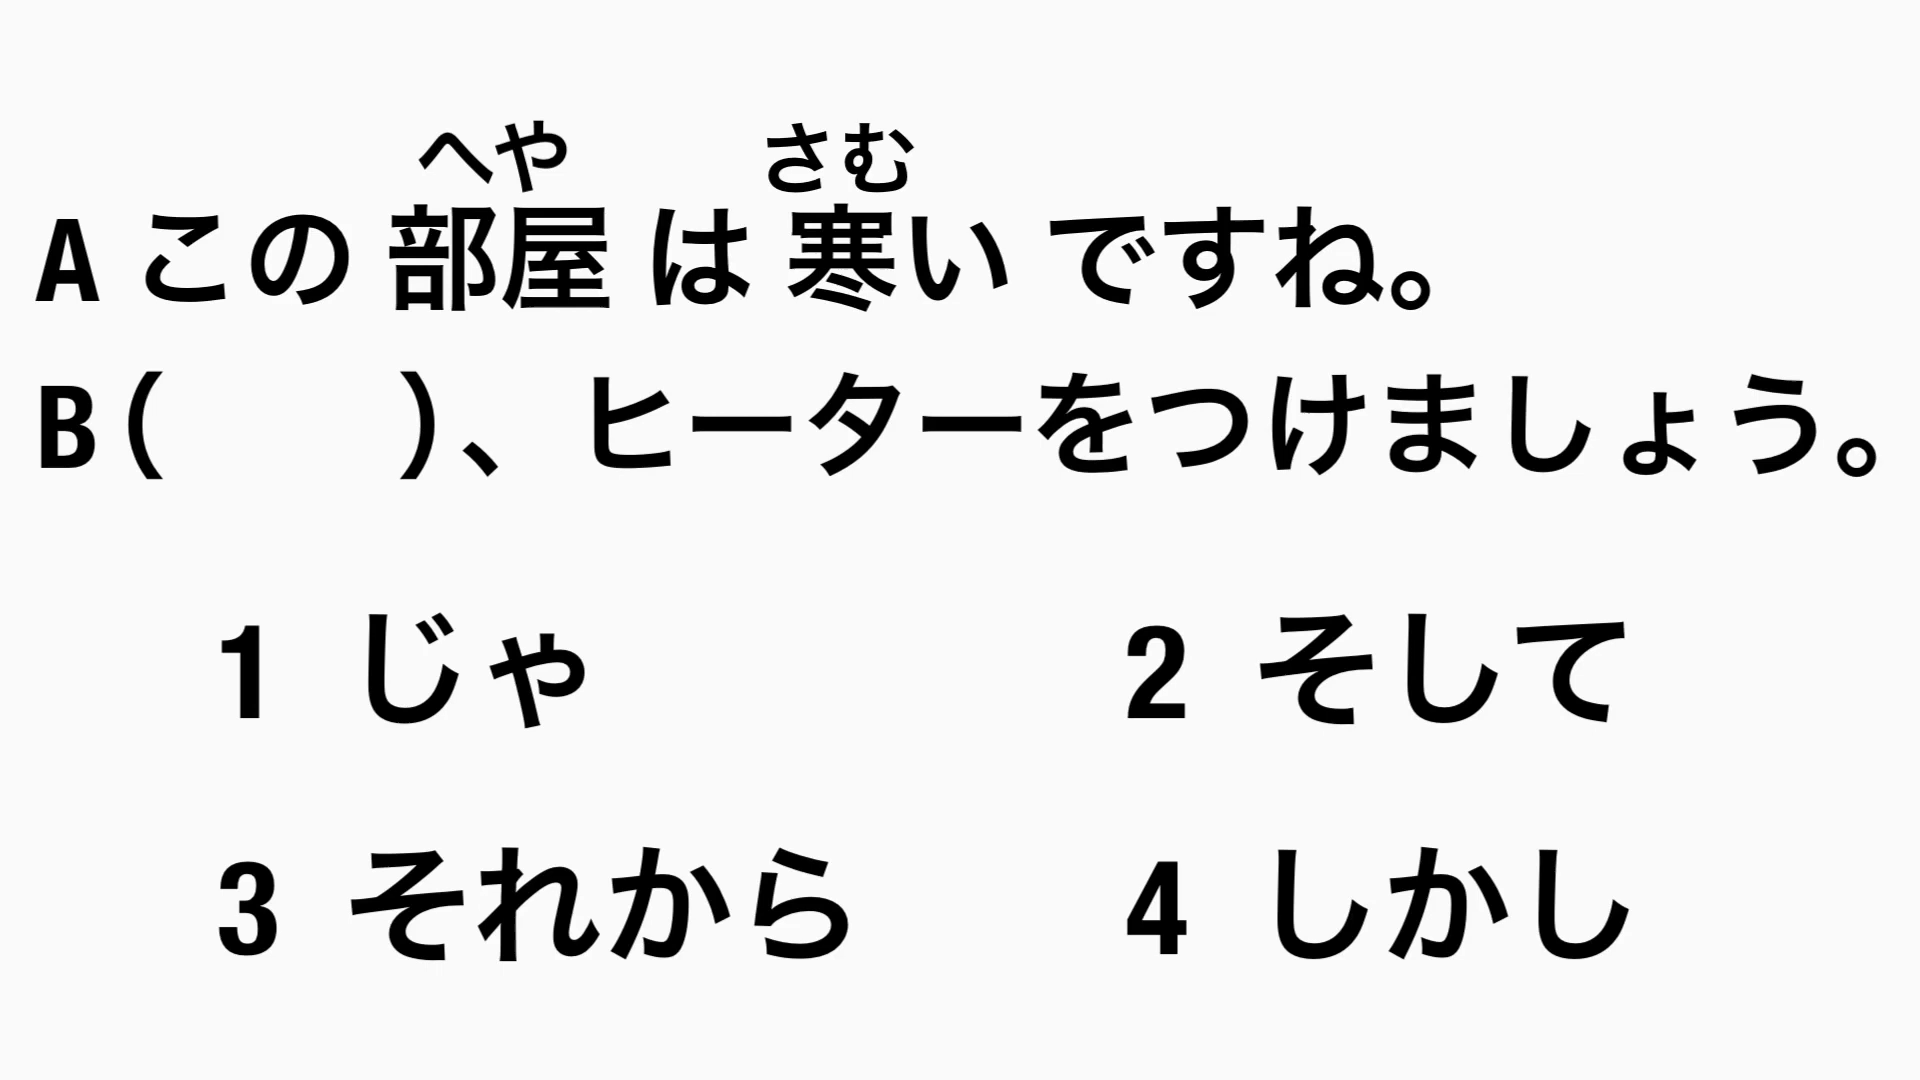 へや さむ
A この 部屋 は 寒い ですね。
B( )、ヒーターをつけましょう。
1 じゃ 2 そして
3 それから 4 しかし